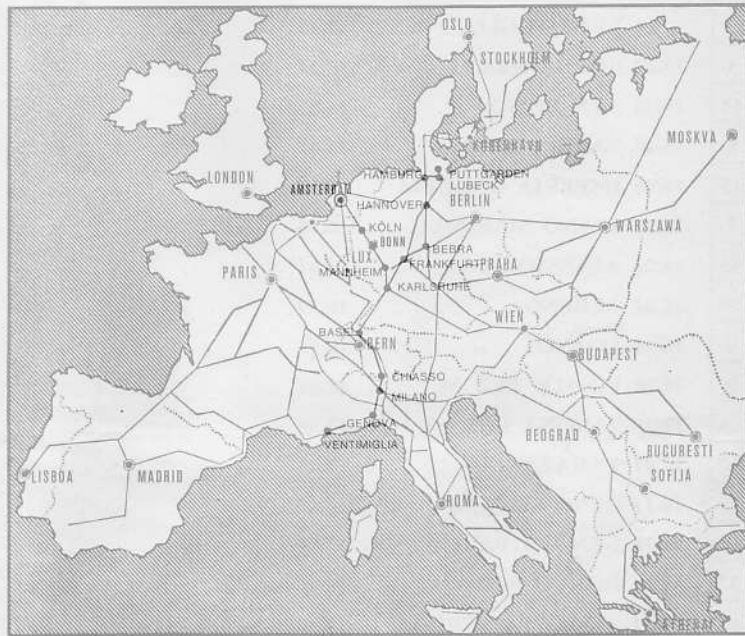 OSLO
STOCKHOLM
MOSKVA
KØBENHAVN
LONDON
HAMBURG
PUTTGARDEN
LUBECK
AMSTERDAM
HANNOVER
BERLIN
WARSZAWA
KÖLN
BONN
BEBRA
LUX.
FRANKFURT
PRAHA
MANNHEIM
PARIS
KARLSRUHE
WIEN
BASEL
BERN
BUDAPEST
CHIASSO
MILANO
GENOVA
BEOGRAD
VENTIMIGLIA
BUCURESTI
LISBOA
MADRID
SOFIJA
ROMA
ATHENAI